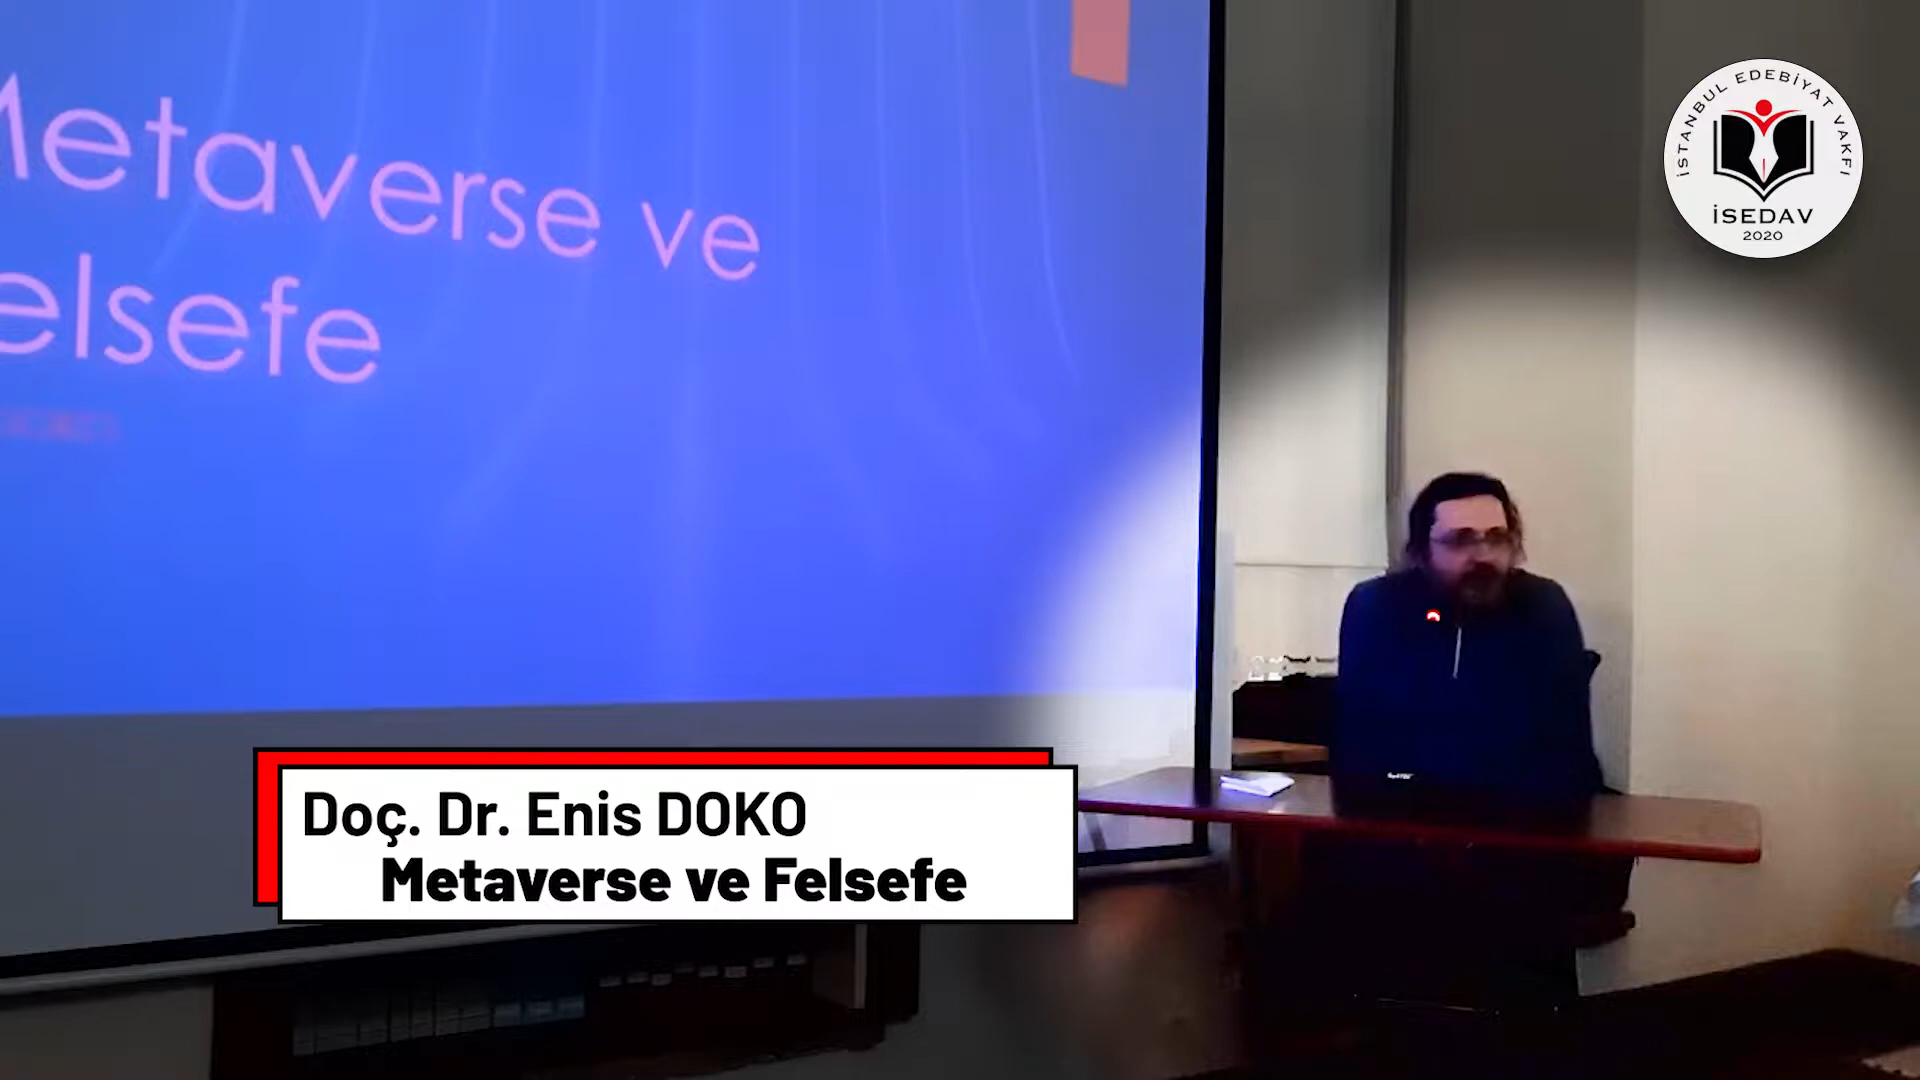 Metaverse ve
elsefe
İSTANBUL EDEBİYAT VAKFI
İSEDAV
2020
Doç. Dr. Enis DOKO
Metaverse ve Felsefe